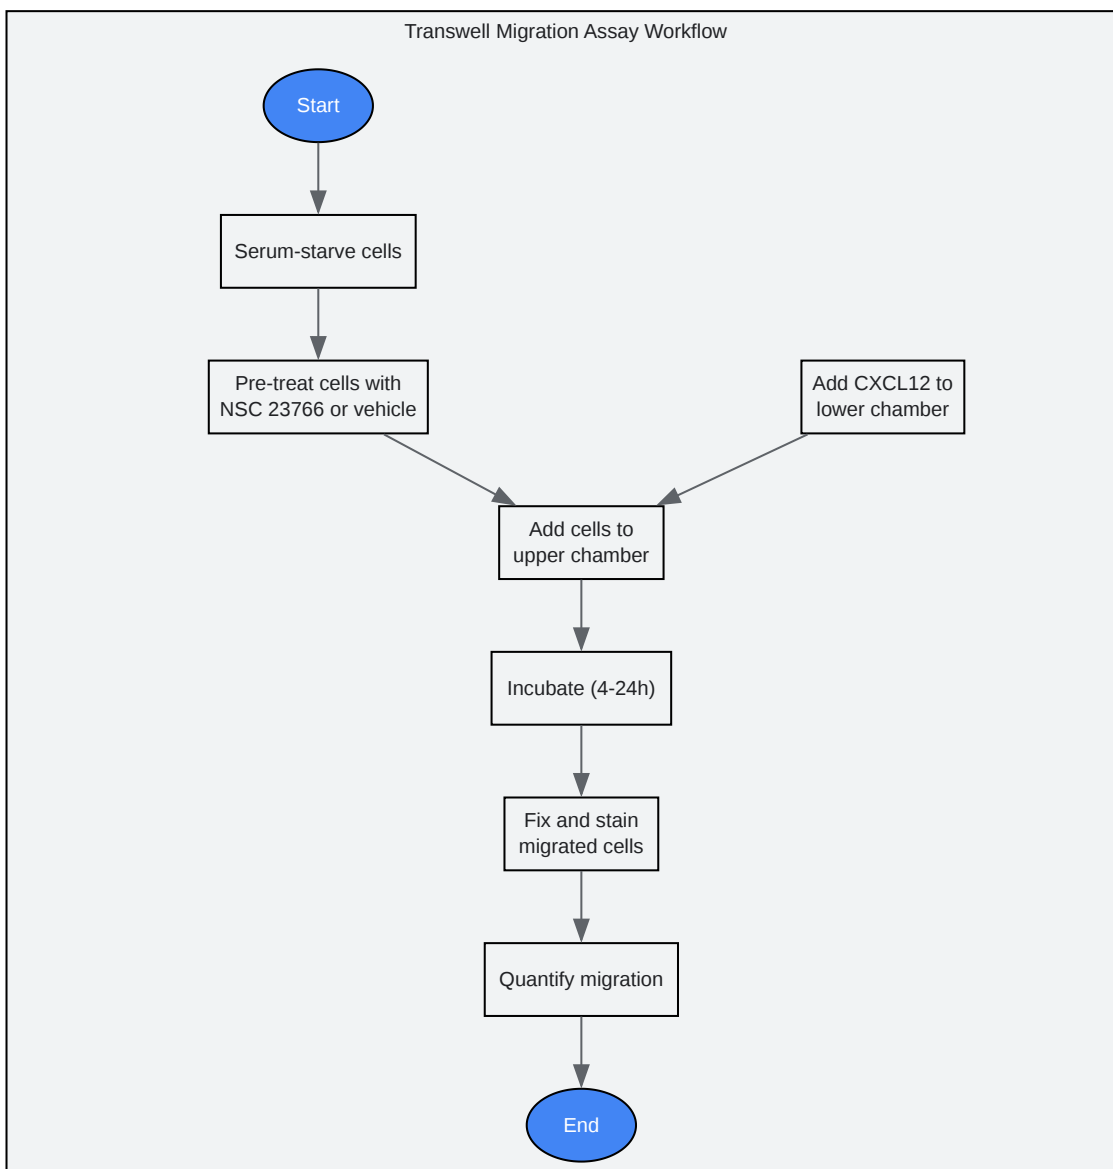 Transwell Migration Assay Workflow
Start
Serum-starve cells
Pre-treat cells with
NSC 23766 or vehicle
Add CXCL12 to
lower chamber
Add cells to
upper chamber
Incubate (4-24h)
Fix and stain
migrated cells
Quantify migration
End